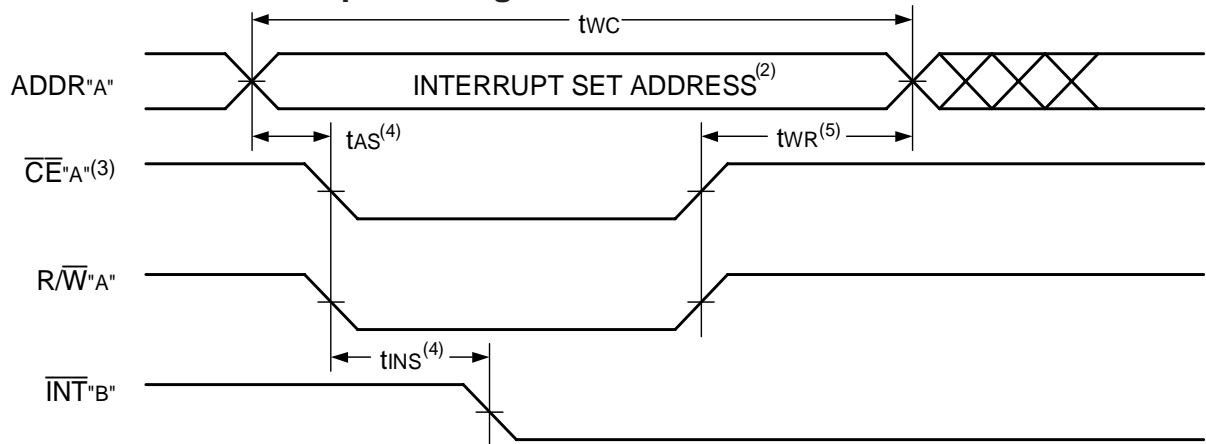 tWC
ADDR"A"
INTERRUPT SET ADDRESS(2)
tAS(4)
tWR(5)
CE"A"(3)
R/W"A"
tINS(4)
INT"B"